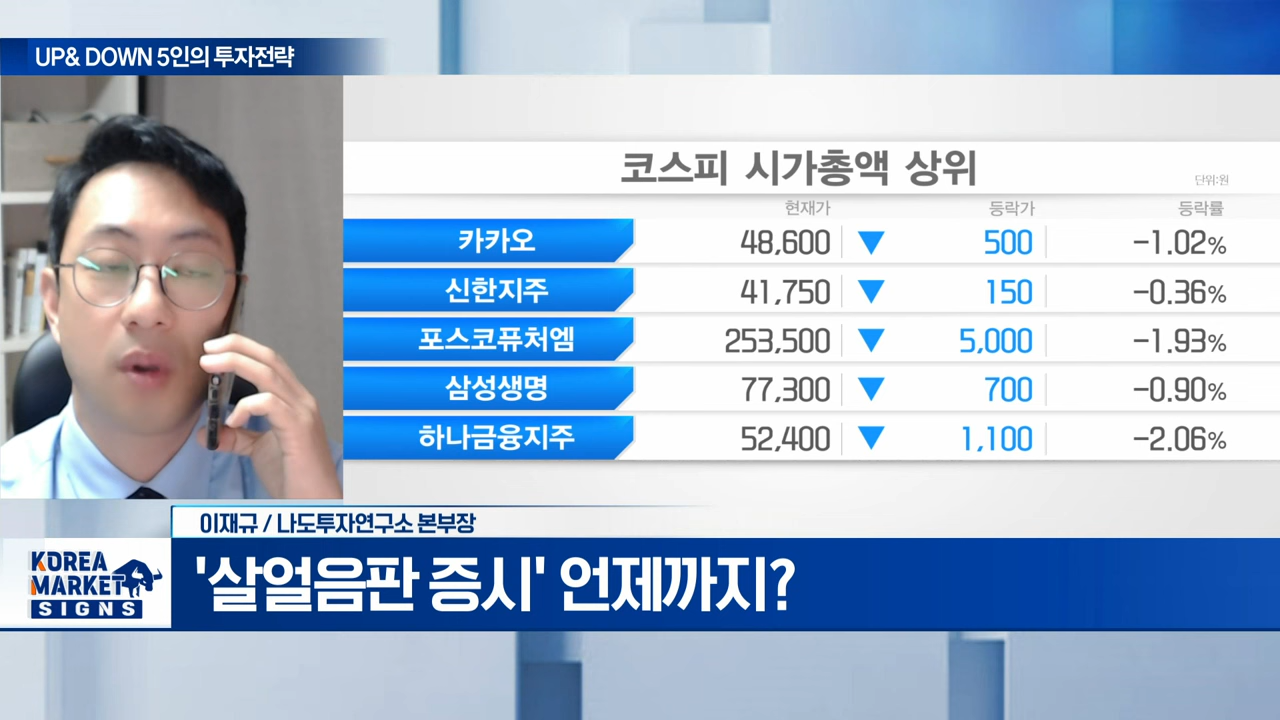 UP& DOWN 5인의 투자전략
코스피 시가총액 상위
단위:원
현재가 등락가 등락률
카카오 48,600 ▼ 500 -1.02%
신한지주 41,750 ▼ 150 -0.36%
포스코퓨처엠 253,500 ▼ 5,000 -1.93%
삼성생명 77,300 ▼ 700 -0.90%
하나금융지주 52,400 ▼ 1,100 -2.06%
이재규 / 나도투자연구소 본부장
KOREA
MARKET
SIGNS
'살얼음판 증시' 언제까지?